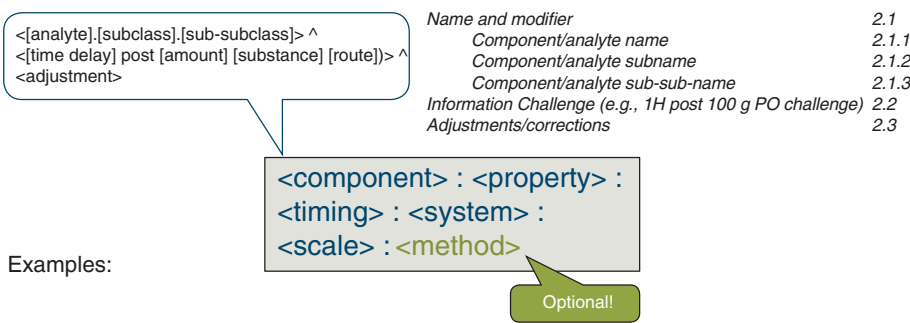 <[analyte].[subclass].[sub-subclass]> ^
<[time delay] post [amount] [substance] [route])> ^
<adjustment>
Name and modifier 2.1
Component/analyte name 2.1.1
Component/analyte subname 2.1.2
Component/analyte sub-sub-name 2.1.3
Information Challenge (e.g., 1H post 100 g PO challenge) 2.2
Adjustments/corrections 2.3
<component> : <property> :
<timing> : <system> :
<scale> : <method>
Examples:
Optional!